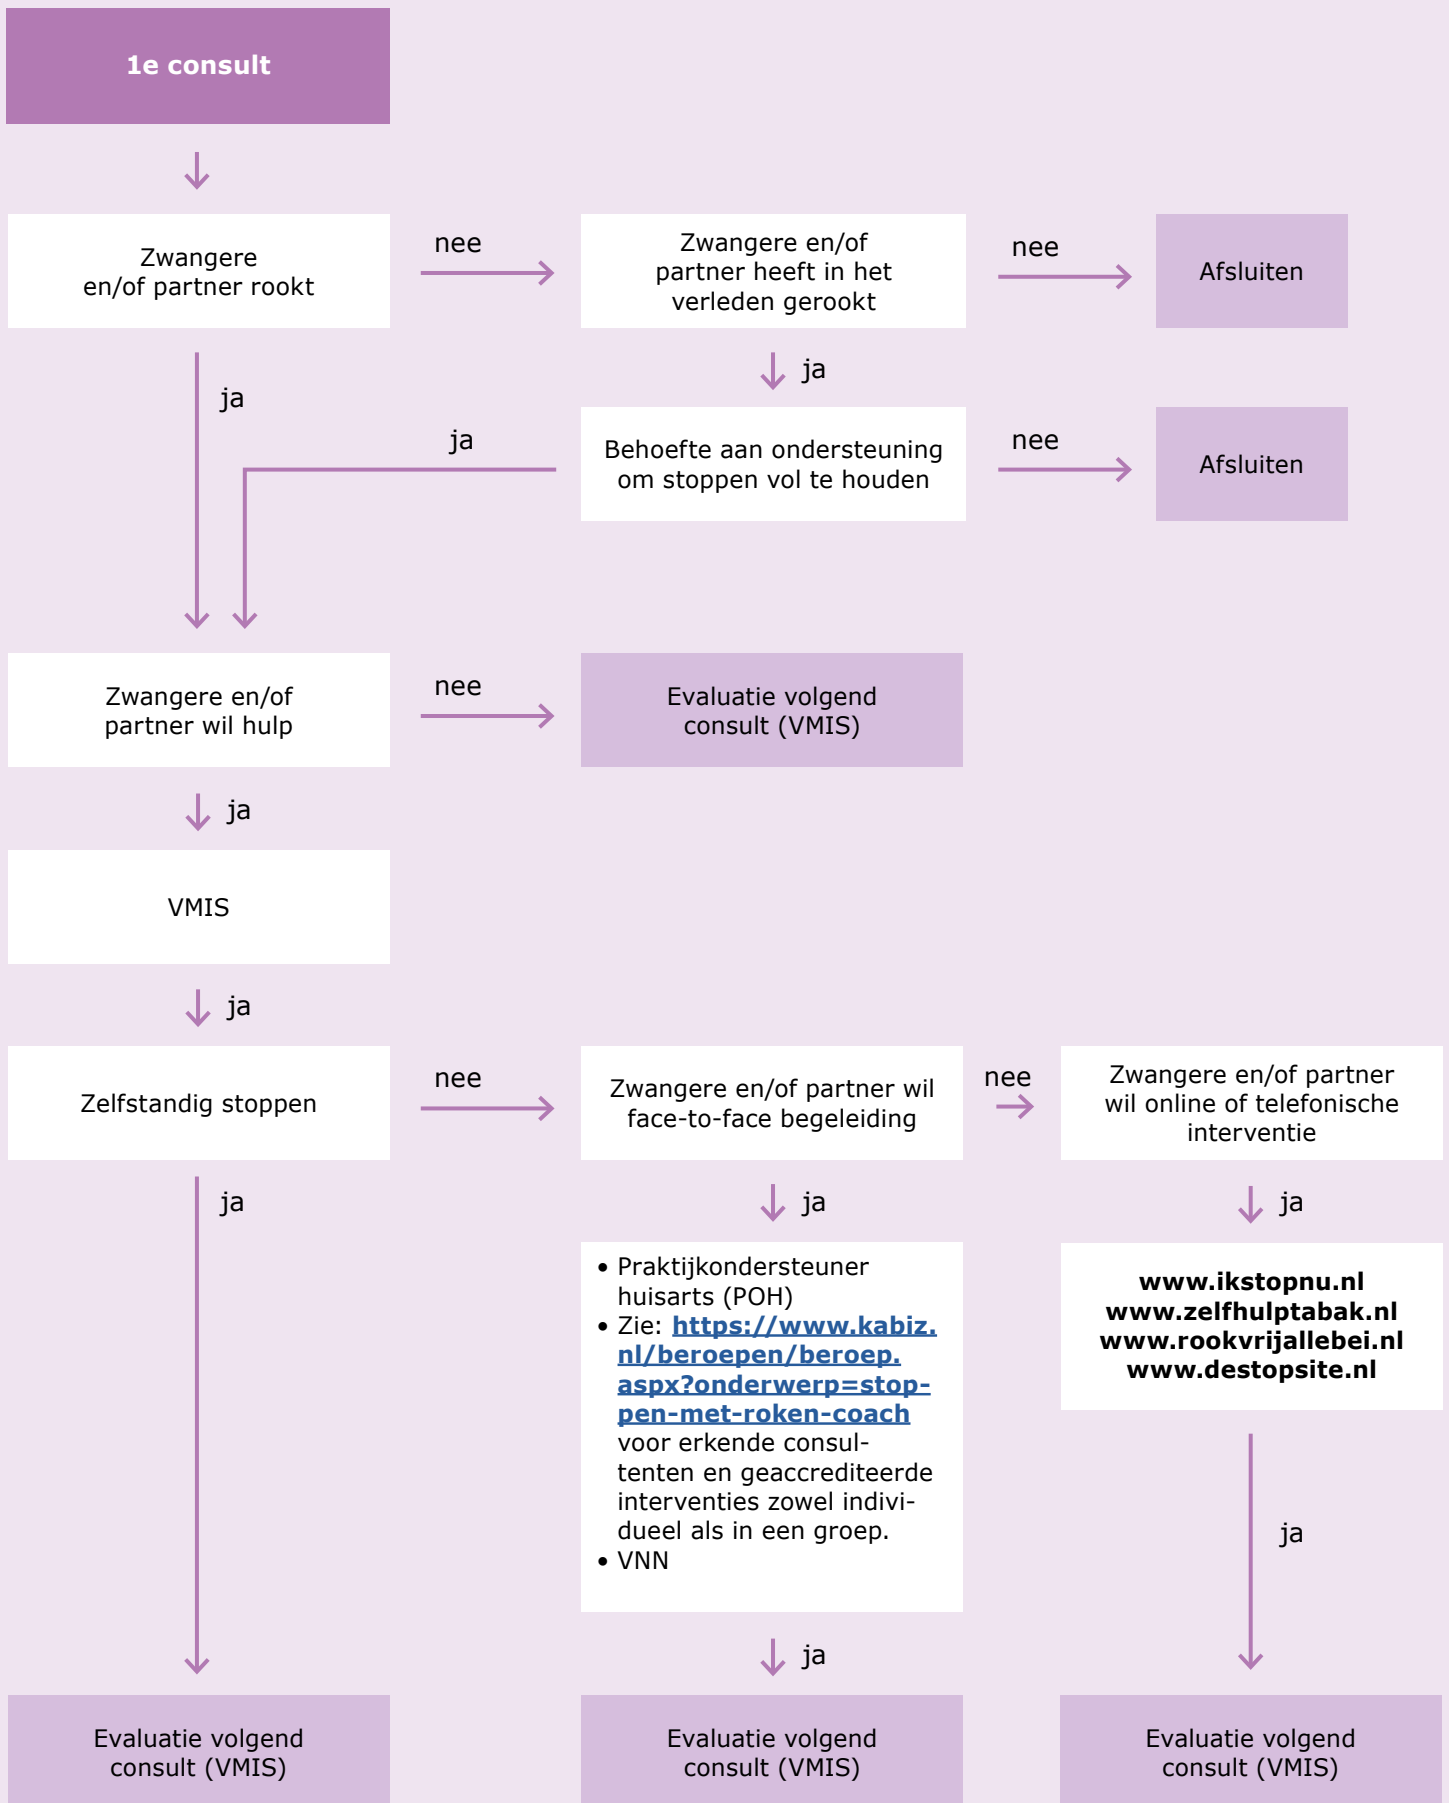 1e consult
Zwangere
en/of partner rookt
nee
Zwangere en/of
partner heeft in het
verleden gerookt
nee
Afsluiten
ja
ja
Behoefte aan ondersteuning
om stoppen vol te houden
nee
Afsluiten
ja
Zwangere en/of
partner wil hulp
nee
Evaluatie volgend
consult (VMIS)
ja
VMIS
ja
Zelfstandig stoppen
nee
Zwangere en/of partner wil
face-to-face begeleiding
nee
Zwangere en/of partner
wil online of telefonische
interventie
ja
ja
• Praktijkondersteuner
huisarts (POH)
• Zie: https://www.kabiz.
nl/beroepen/beroep.
aspx?onderwerp=stop-
pen-met-roken-coach
voor erkende consul-
tenten en geaccrediteerde
interventies zowel indivi-
dueel als in een groep.
• VNN
ja
www.ikstopnu.nl
www.zelfhulptabak.nl
www.rookvrijallebei.nl
www.destopsite.nl
ja
ja
Evaluatie volgend
consult (VMIS)
Evaluatie volgend
consult (VMIS)
Evaluatie volgend
consult (VMIS)